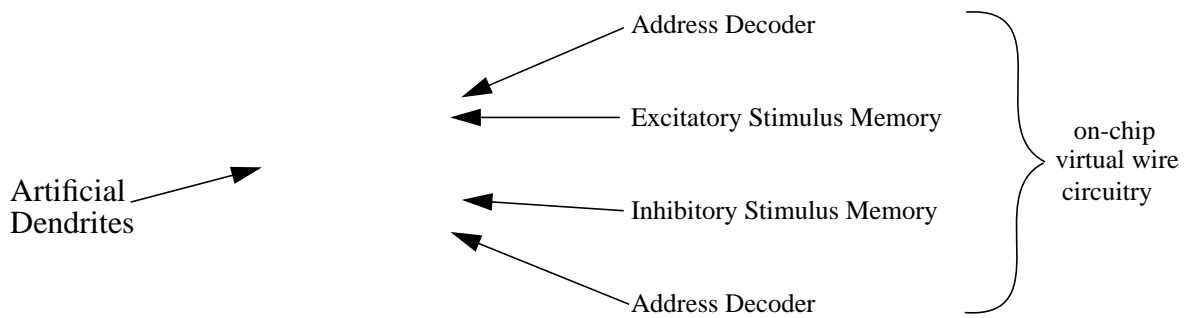 Address Decoder
Excitatory Stimulus Memory
on-chip
virtual wire
circuitry
Artificial
Dendrites
Inhibitory Stimulus Memory
Address Decoder